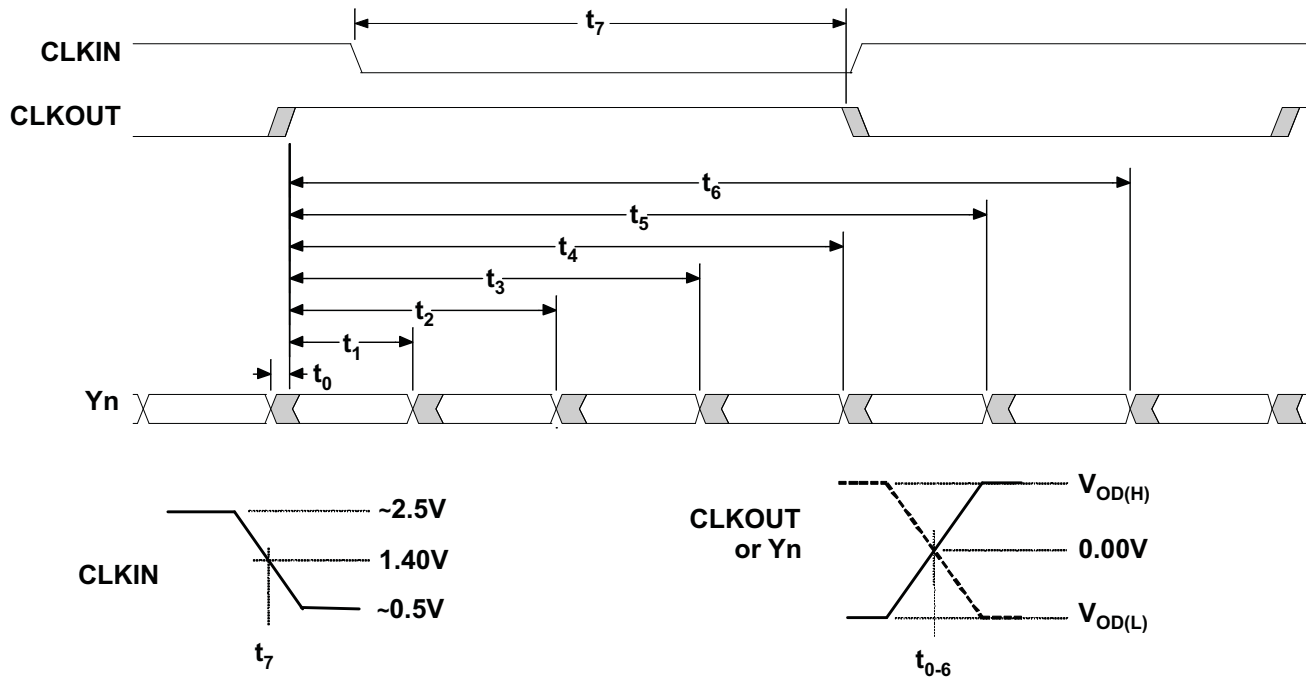 t7
CLKIN
CLKOUT
t6
t5
t4
t3
t2
t1
t0
Yn
CLKIN
~2.5V
1.40V
~0.5V
t7
CLKOUT
or Yn
VOD(H)
0.00V
VOD(L)
t0-6